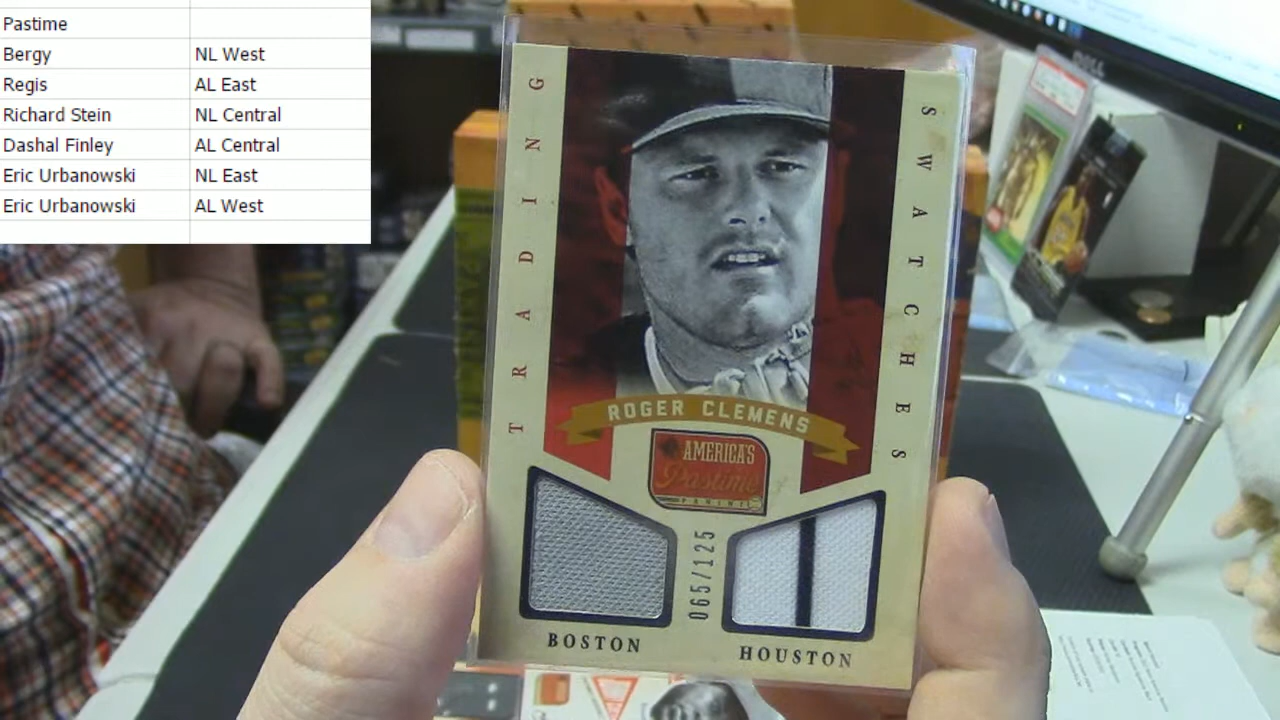 Pastime
Bergy NL West
Regis AL East
Richard Stein NL Central
Dashal Finley AL Central
Eric Urbanowski NL East
Eric Urbanowski AL West
TRADING
SWATCHES
ROGER CLEMENS
AMERICA'S
Pastime
PANINI
065/125
BOSTON
HOUSTON
DELL